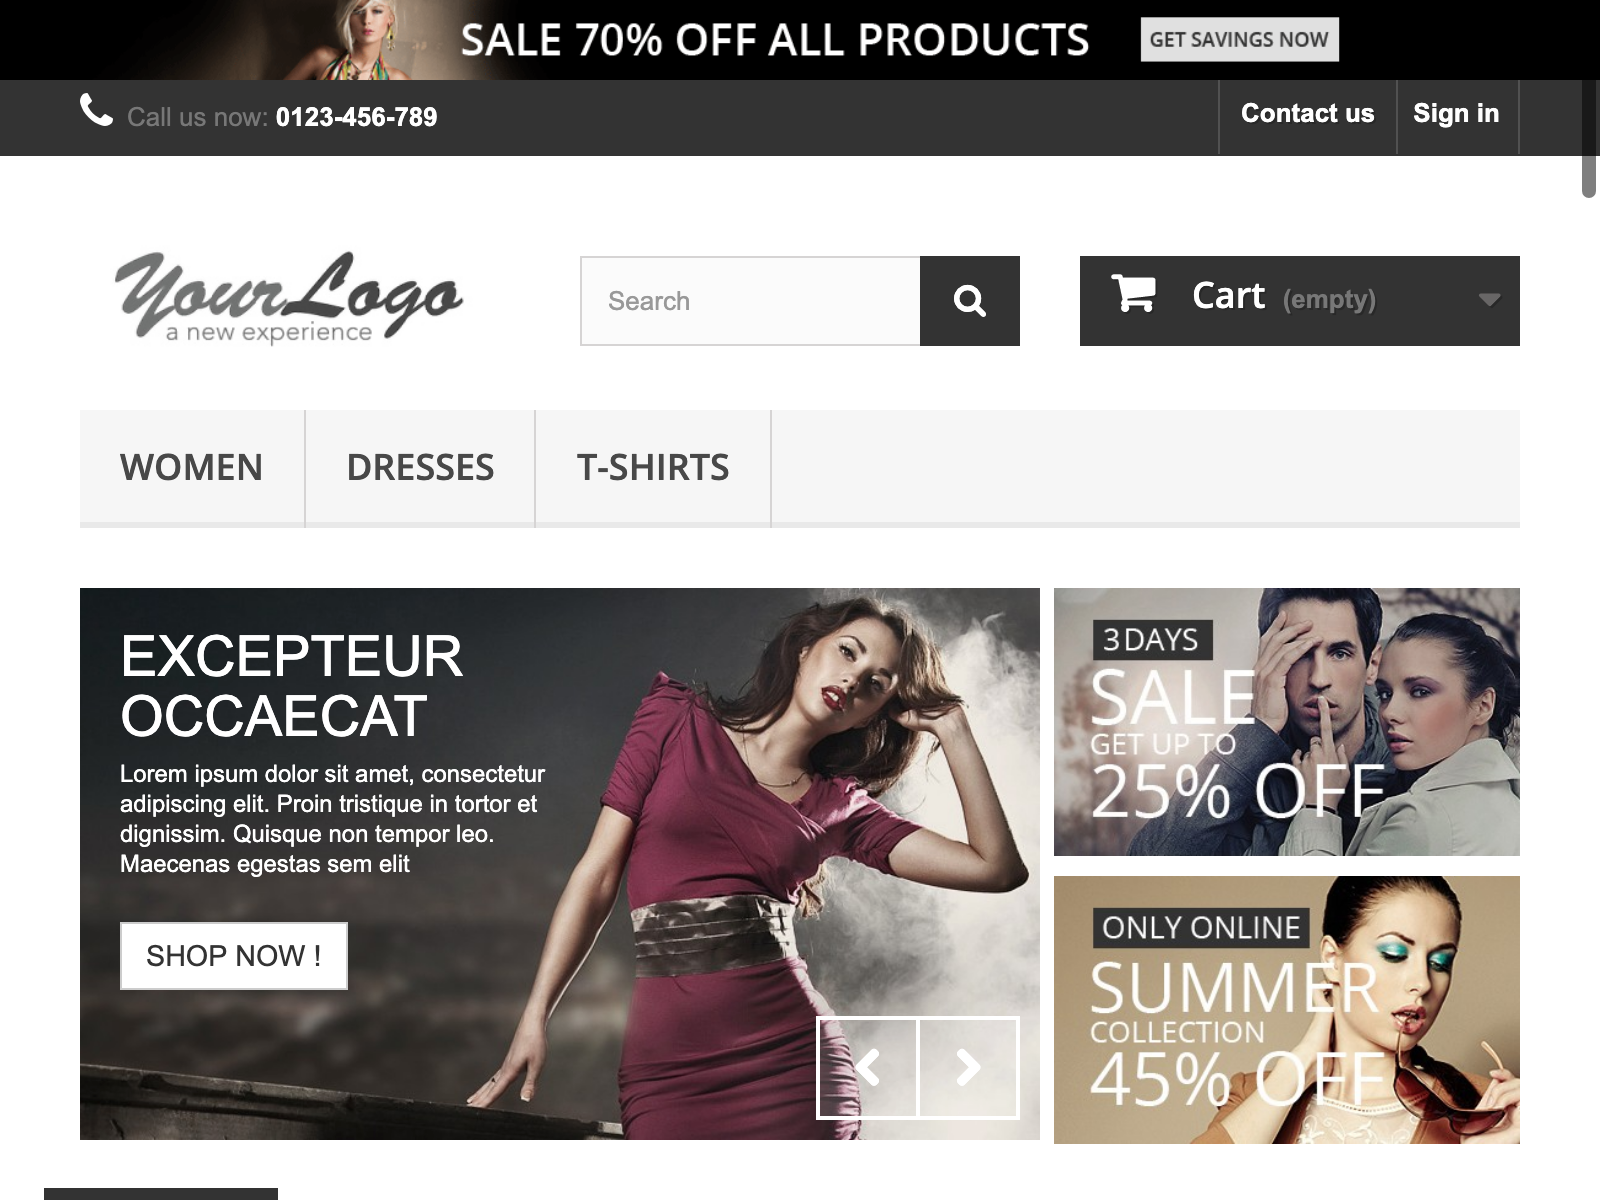 SALE 70% OFF ALL PRODUCTS
GET SAVINGS NOW
Call us now: 0123-456-789
Contact us
Sign in
YourLogo
a new experience
Search
Cart (empty)
WOMEN
DRESSES
T-SHIRTS
EXCEPTEUR
OCCAECAT
Lorem ipsum dolor sit amet, consectetur
adipiscing elit. Proin tristique in tortor et
dignissim. Quisque non tempor leo.
Maecenas egestas sem elit
SHOP NOW !
3 DAYS
SALE
GET UP TO
25% OFF
ONLY ONLINE
SUMMER
COLLECTION
45% OFF